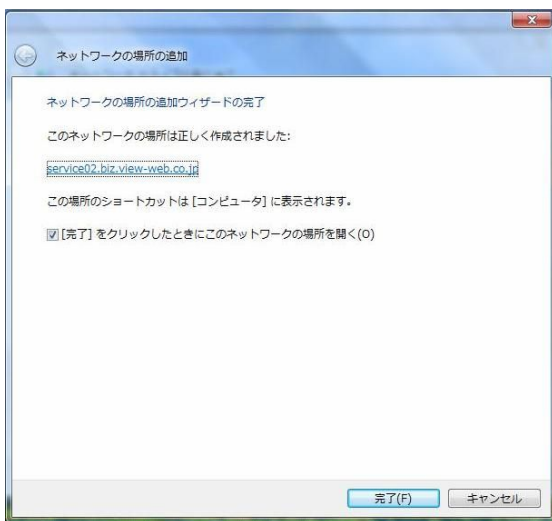 ネットワークの場所の追加
ネットワークの場所の追加ウィザードの完了
このネットワークの場所は正しく作成されました:
service02.biz.view-web.co.jp
この場所のショートカットは [コンピュータ] に表示されます。
[完了] をクリックしたときにこのネットワークの場所を開く(O)
完了(F)
キャンセル